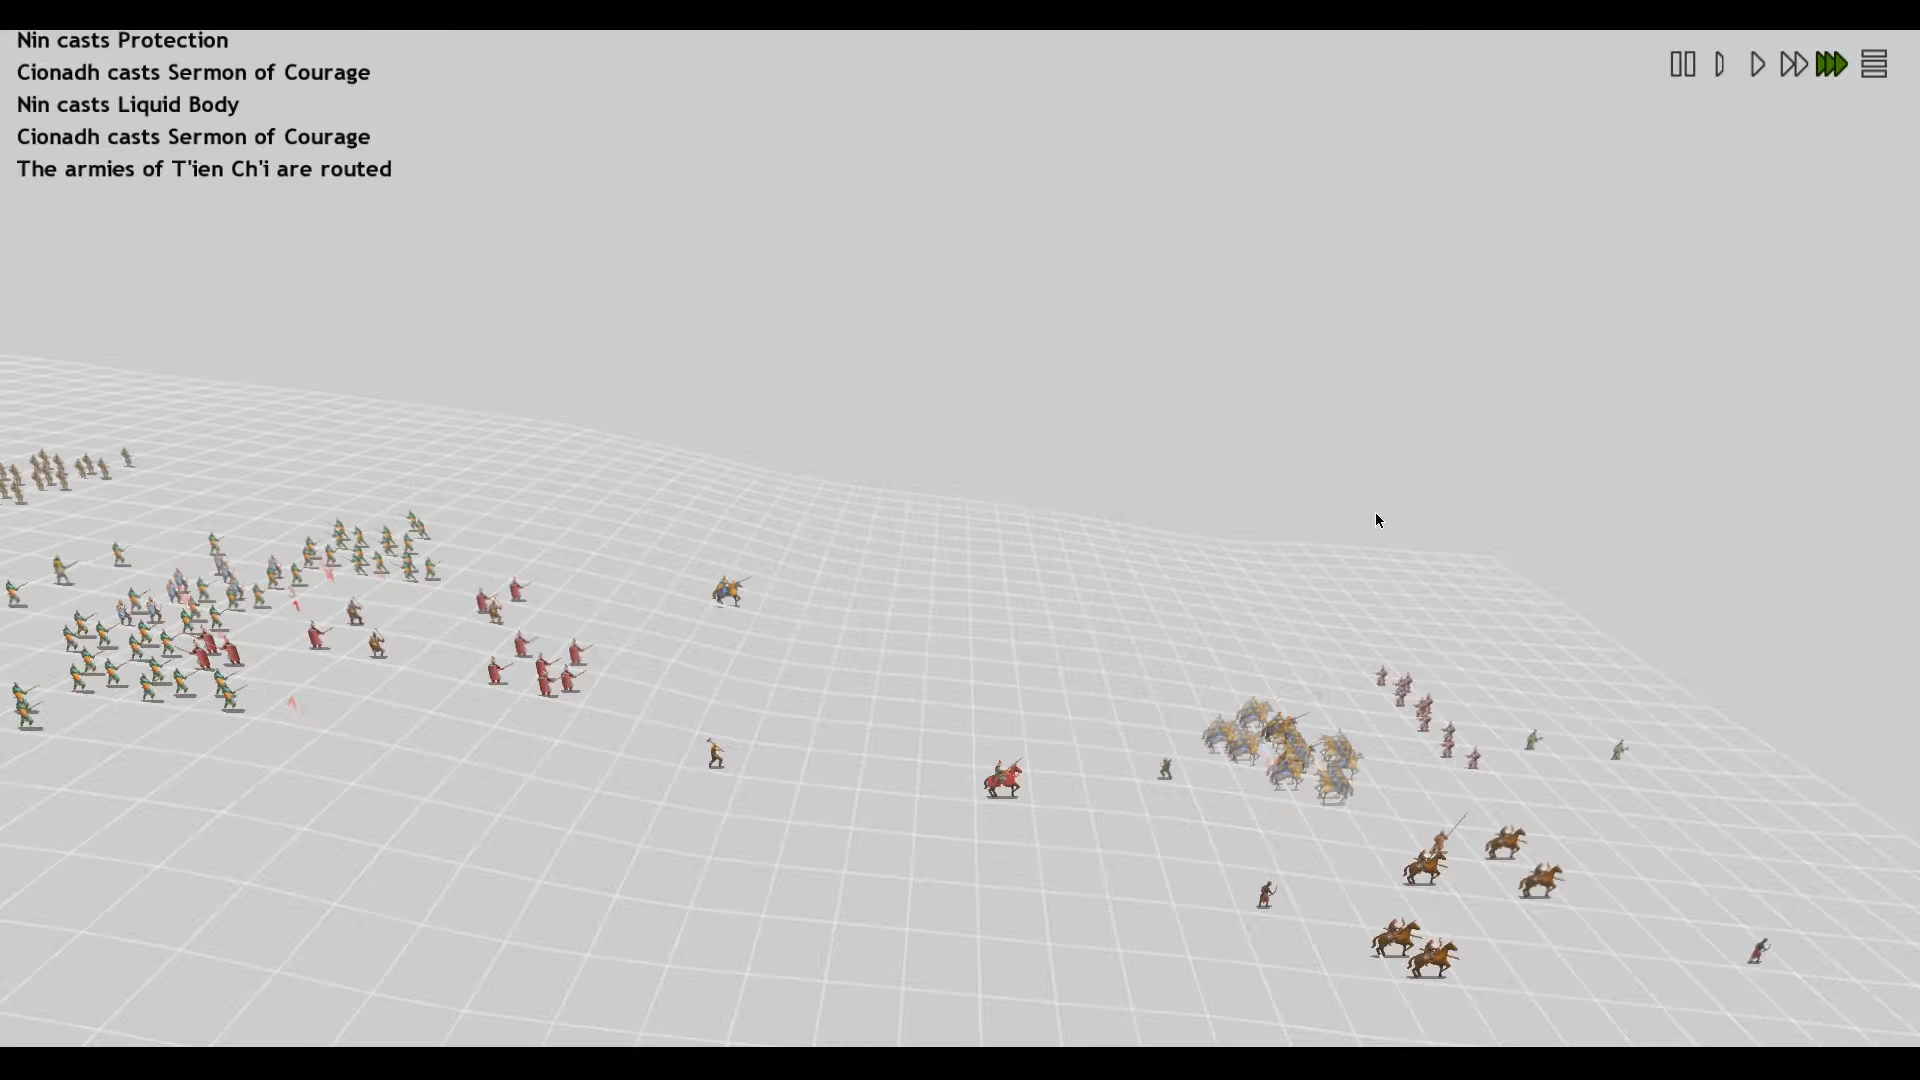 Nin casts Protection
Cionadh casts Sermon of Courage
Nin casts Liquid Body
Cionadh casts Sermon of Courage
The armies of T'ien Ch'i are routed